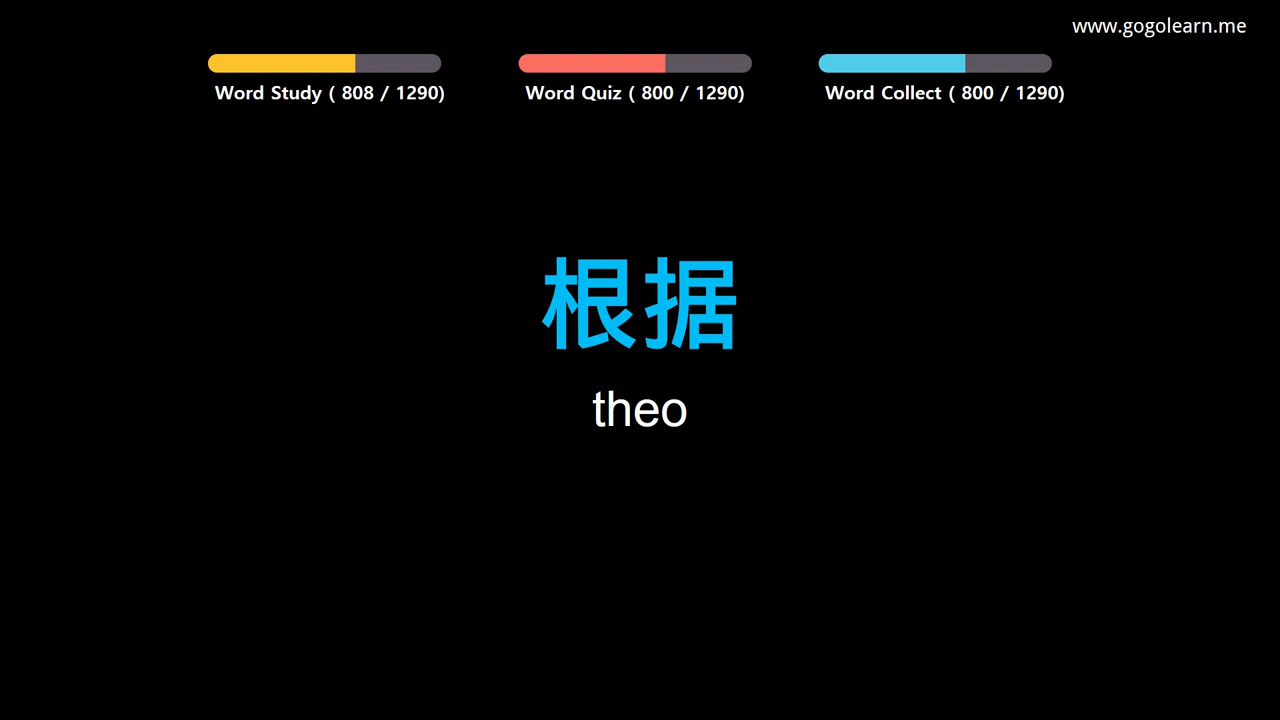 www.gogolearn.me
Word Study ( 808 / 1290)
Word Quiz ( 800 / 1290)
Word Collect ( 800 / 1290)
根据
theo